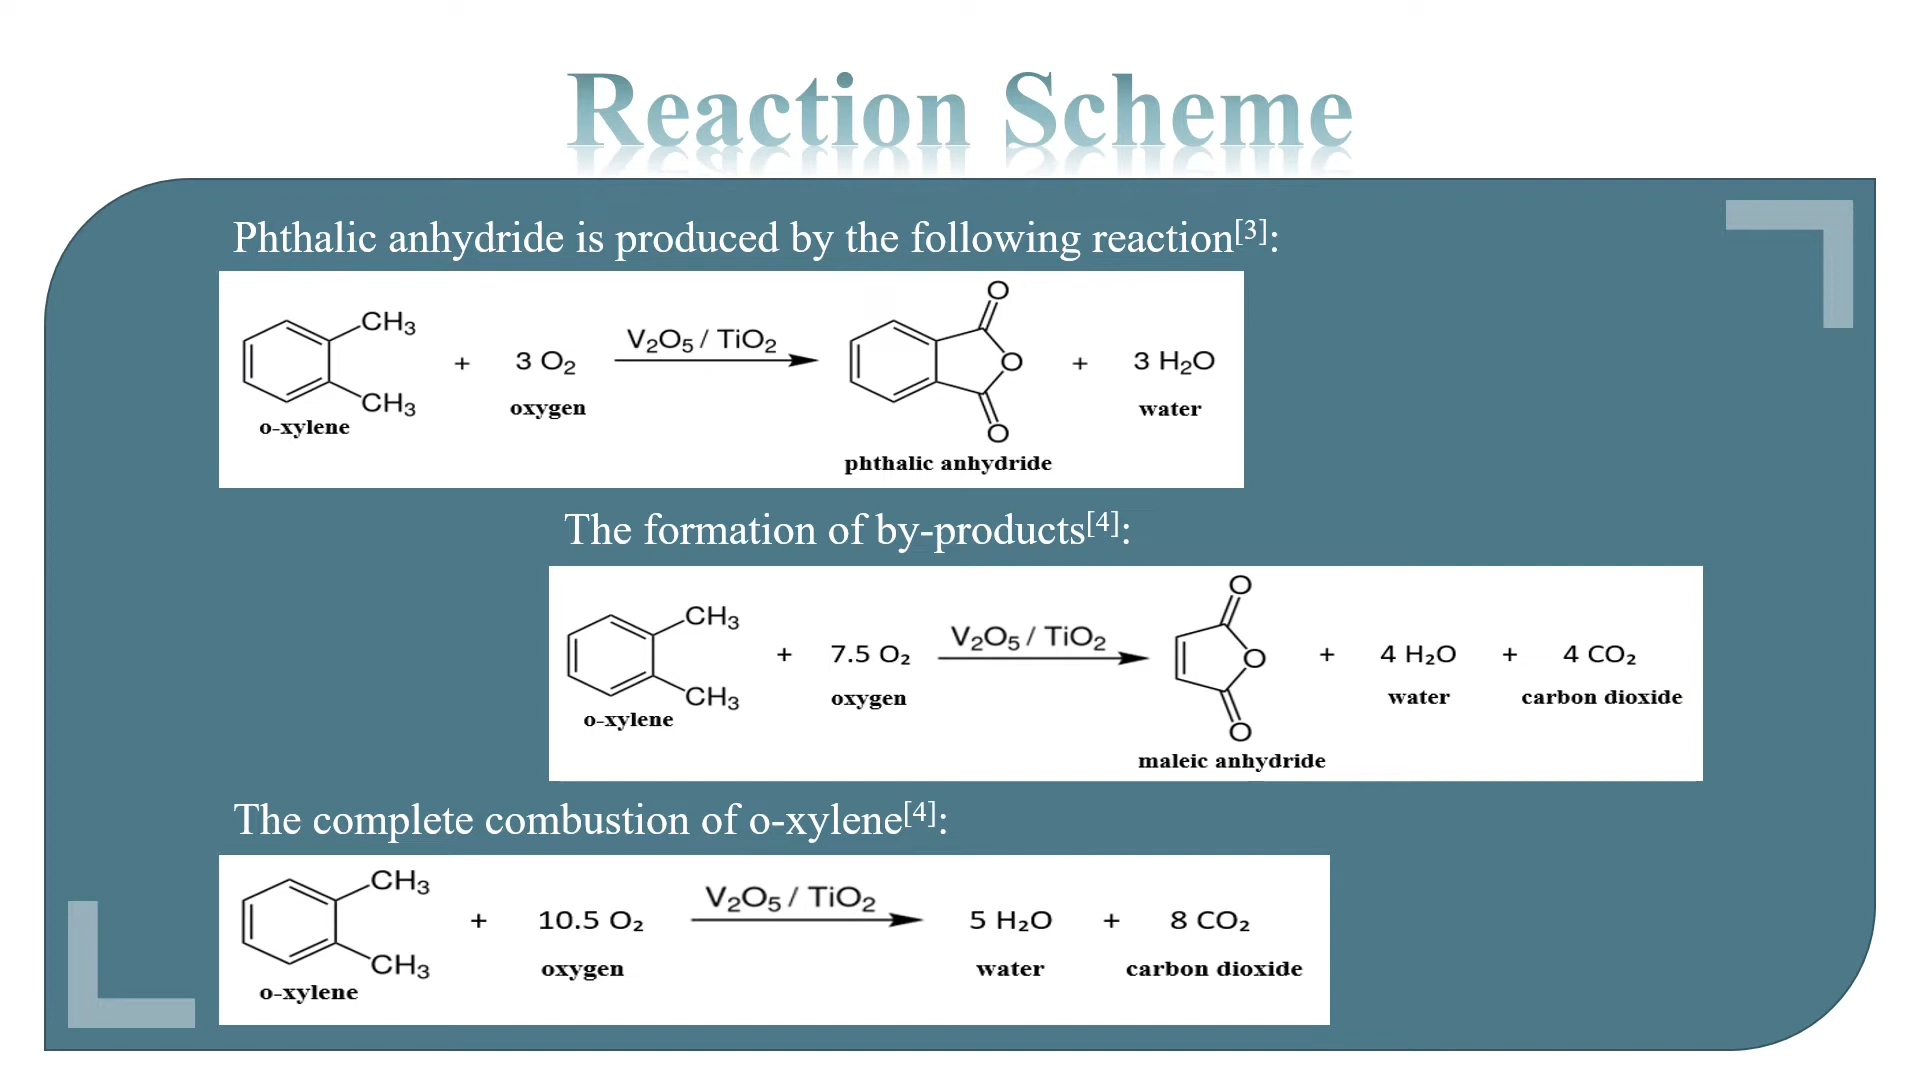 Reaction Scheme
Phthalic anhydride is produced by the following reaction[3]:
CH₃
CH₃
o-xylene
+
3 O₂
oxygen
V₂O₅ / TiO₂
O
O
O
phthalic anhydride
+
3 H₂O
water
The formation of by-products[4]:
CH₃
CH₃
o-xylene
+
7.5 O₂
oxygen
V₂O₅ / TiO₂
O
O
O
maleic anhydride
+
4 H₂O
water
+
4 CO₂
carbon dioxide
The complete combustion of o-xylene[4]:
CH₃
CH₃
o-xylene
+
10.5 O₂
oxygen
V₂O₅ / TiO₂
5 H₂O
water
+
8 CO₂
carbon dioxide